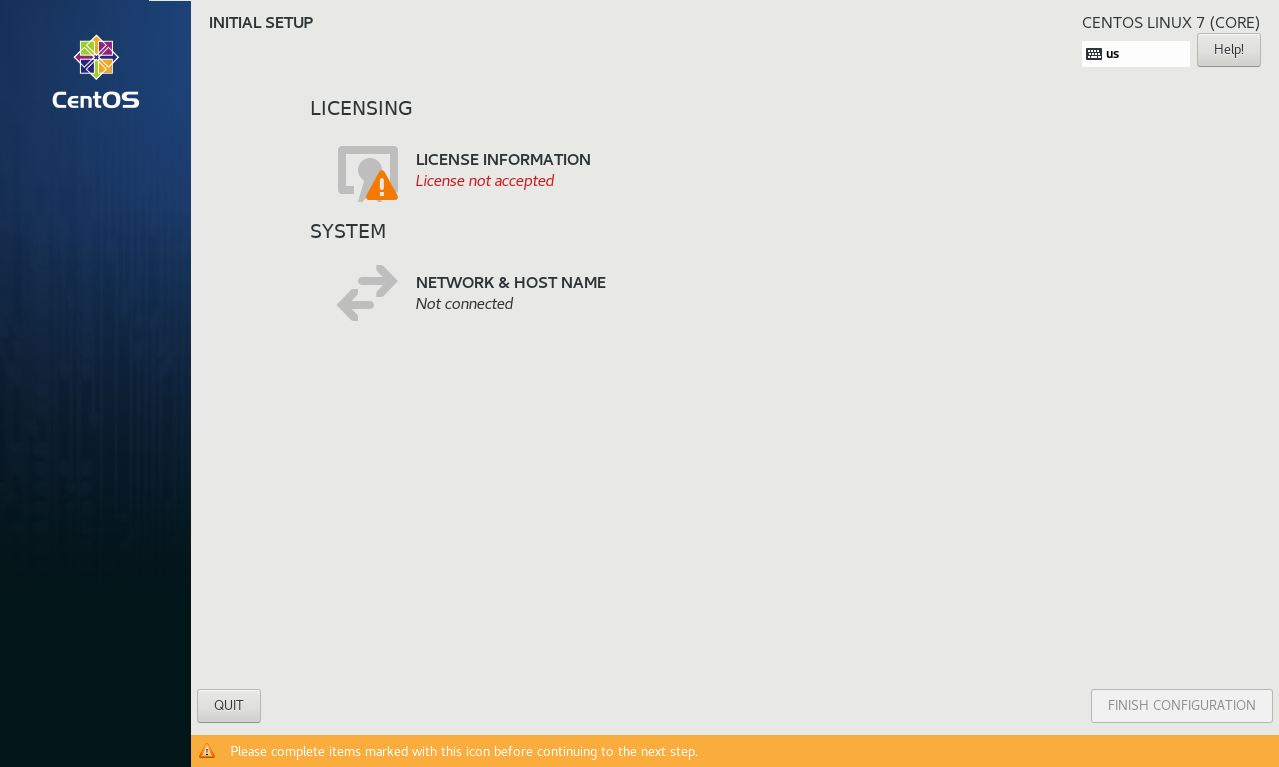 INITIAL SETUP
CENTOS LINUX 7 (CORE)
us
Help!
CentOS
LICENSING
LICENSE INFORMATION
License not accepted
SYSTEM
NETWORK & HOST NAME
Not connected
QUIT
FINISH CONFIGURATION
Please complete items marked with this icon before continuing to the next step.